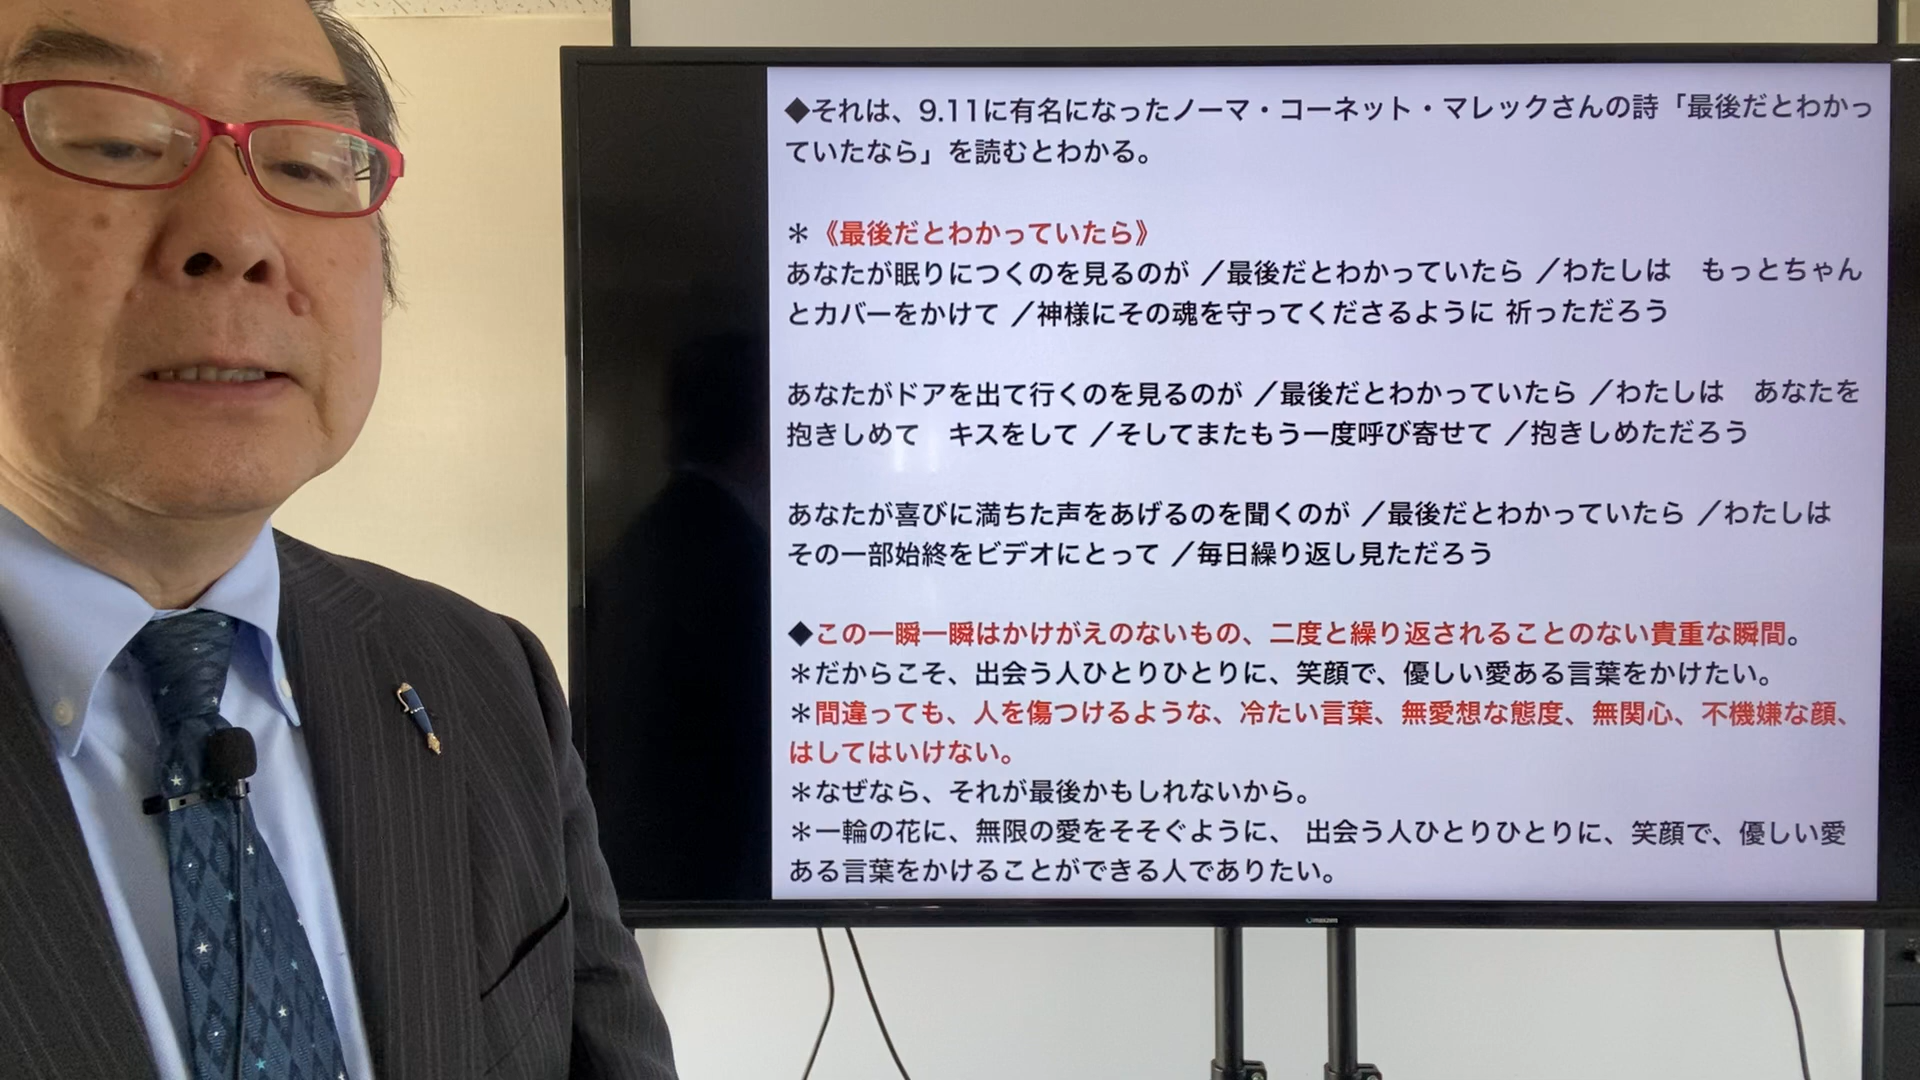 ◆それは、9.11に有名になったノーマ・コーネット・マレックさんの詩「最後だとわかっ
ていたなら」を読むとわかる。
＊《最後だとわかっていたら》
あなたが眠りにつくのを見るのが ／最後だとわかっていたら ／わたしは　もっとちゃん
とカバーをかけて ／神様にその魂を守ってくださるように 祈っただろう
あなたがドアを出て行くのを見るのが ／最後だとわかっていたら ／わたしは　あなたを
抱きしめて　キスをして ／そしてまたもう一度呼び寄せて ／抱きしめただろう
あなたが喜びに満ちた声をあげるのを聞くのが ／最後だとわかっていたら ／わたしは
その一部始終をビデオにとって ／毎日繰り返し見ただろう
◆この一瞬一瞬はかけがえのないもの、二度と繰り返されることのない貴重な瞬間。
＊だからこそ、出会う人ひとりひとりに、笑顔で、優しい愛ある言葉をかけたい。
＊間違っても、人を傷つけるような、冷たい言葉、無愛想な態度、無関心、不機嫌な顔、
はしてはいけない。
＊なぜなら、それが最後かもしれないから。
＊一輪の花に、無限の愛をそそぐように、 出会う人ひとりひとりに、笑顔で、優しい愛
ある言葉をかけることができる人でありたい。